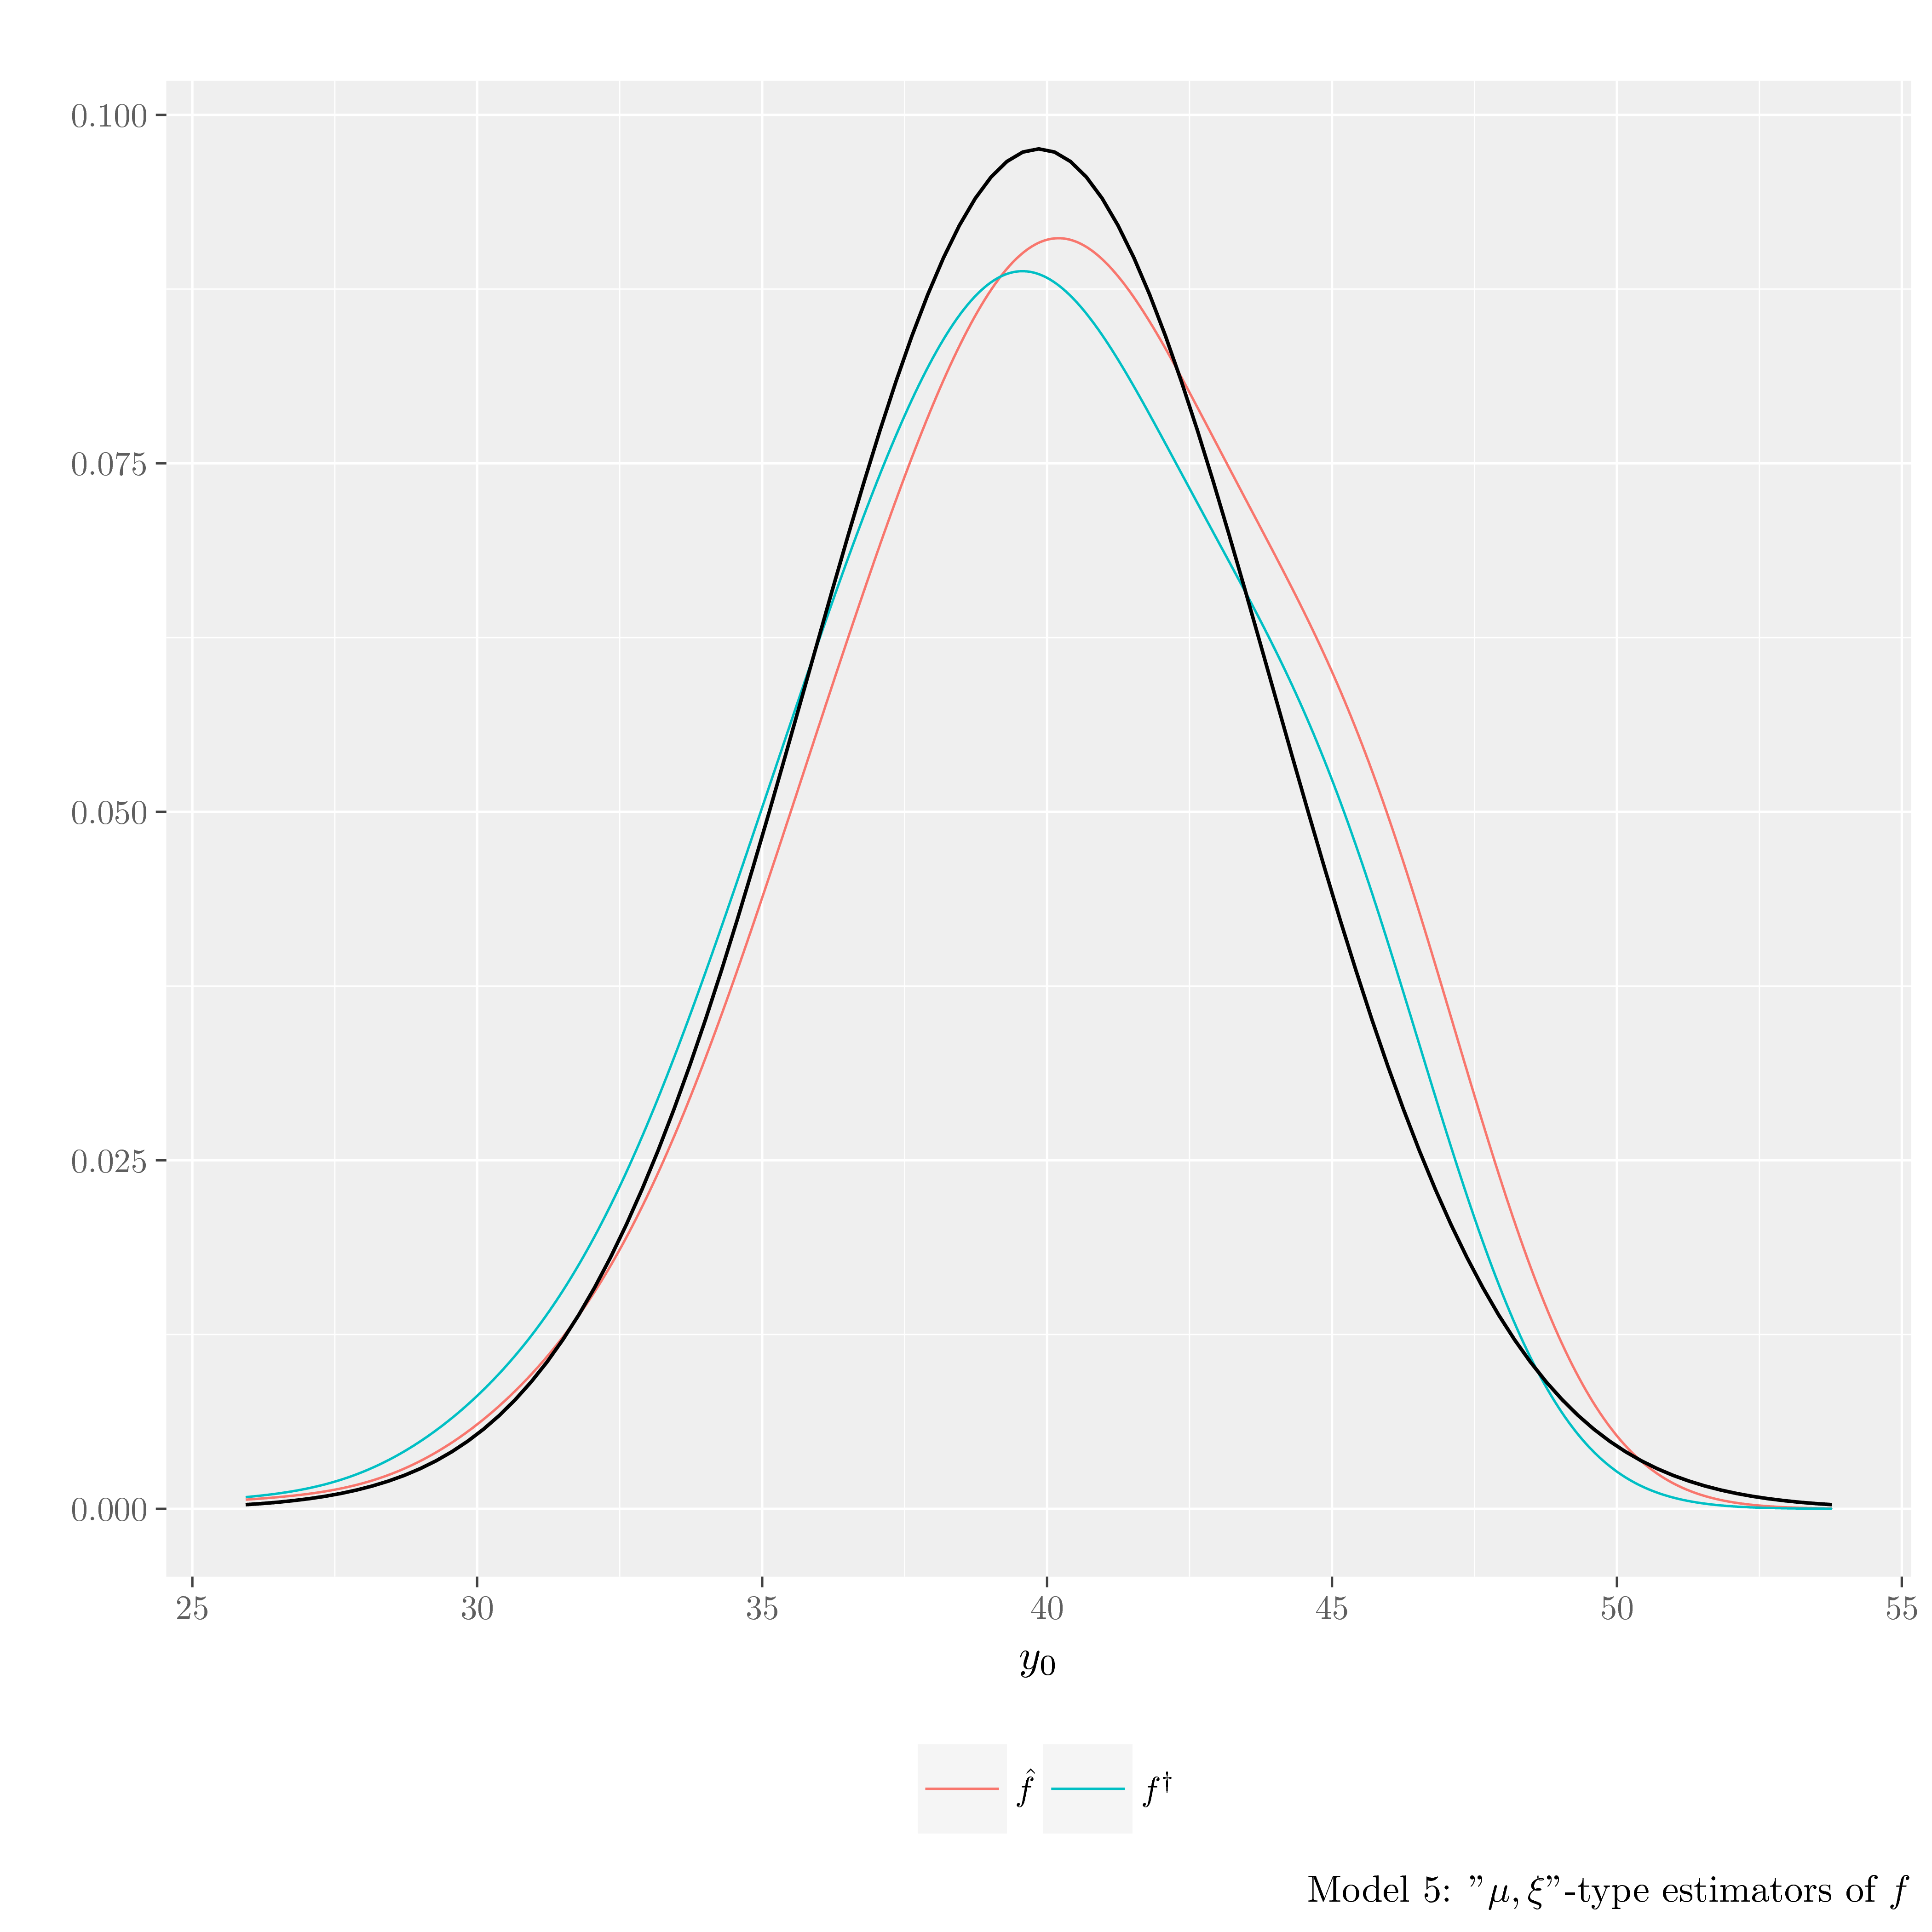 0.100
0.075
0.050
0.025
0.000
25 30 35 40 45 50 55
y₀
f̂ f†
Model 5: ”μ, ξ”-type estimators of f